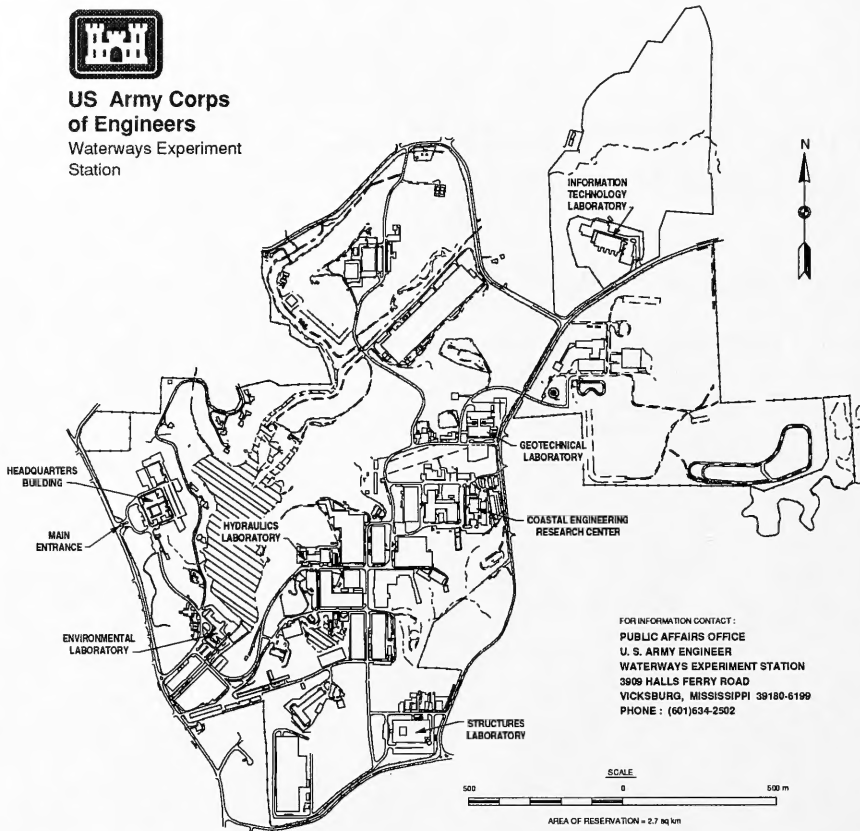 US Army Corps
of Engineers
Waterways Experiment
Station
N
INFORMATION
TECHNOLOGY
LABORATORY
GEOTECHNICAL
LABORATORY
HEADQUARTERS
BUILDING
MAIN
ENTRANCE
HYDRAULICS
LABORATORY
COASTAL ENGINEERING
RESEARCH CENTER
ENVIRONMENTAL
LABORATORY
STRUCTURES
LABORATORY
FOR INFORMATION CONTACT :
PUBLIC AFFAIRS OFFICE
U. S. ARMY ENGINEER
WATERWAYS EXPERIMENT STATION
3909 HALLS FERRY ROAD
VICKSBURG, MISSISSIPPI 39180-6199
PHONE : (601)634-2502
SCALE
500 0 500 m
AREA OF RESERVATION = 2.7 sq km